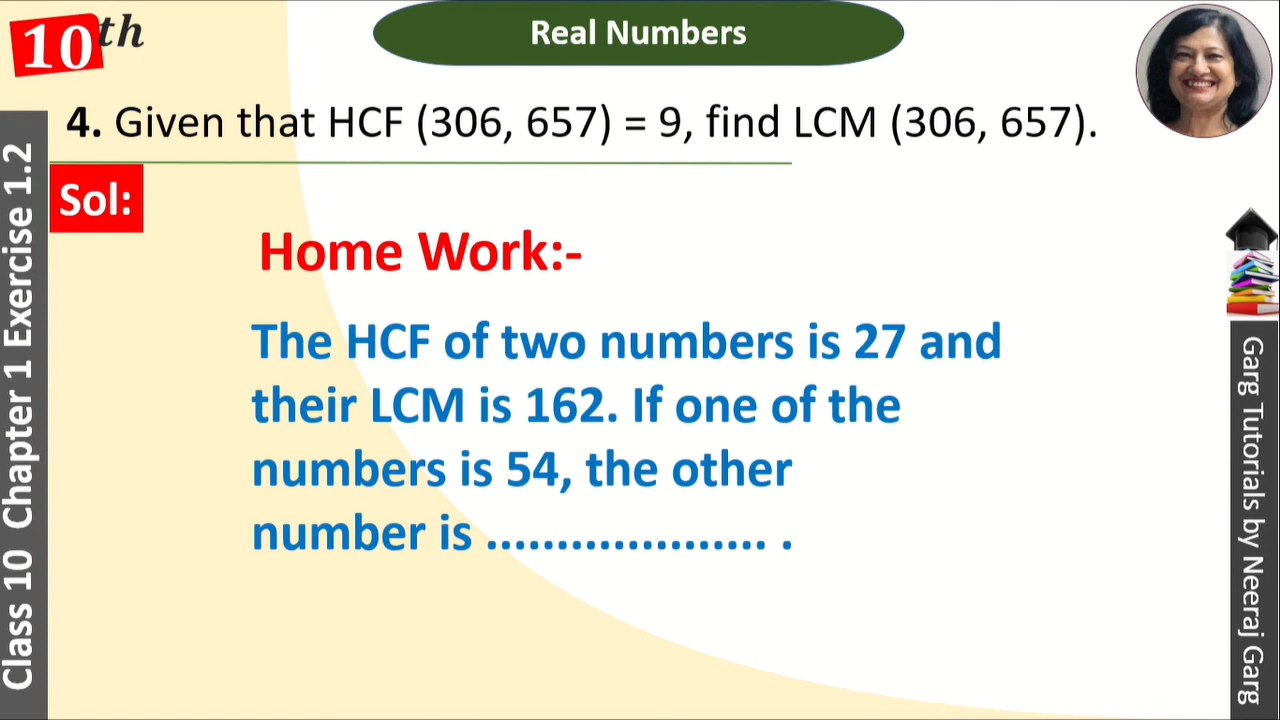 10th
Real Numbers
4. Given that HCF (306, 657) = 9, find LCM (306, 657).
Sol:
Home Work:-
The HCF of two numbers is 27 and
their LCM is 162. If one of the
numbers is 54, the other
number is .................... .
Class 10 Chapter 1 Exercise 1.2
Garg Tutorials by Neeraj Garg